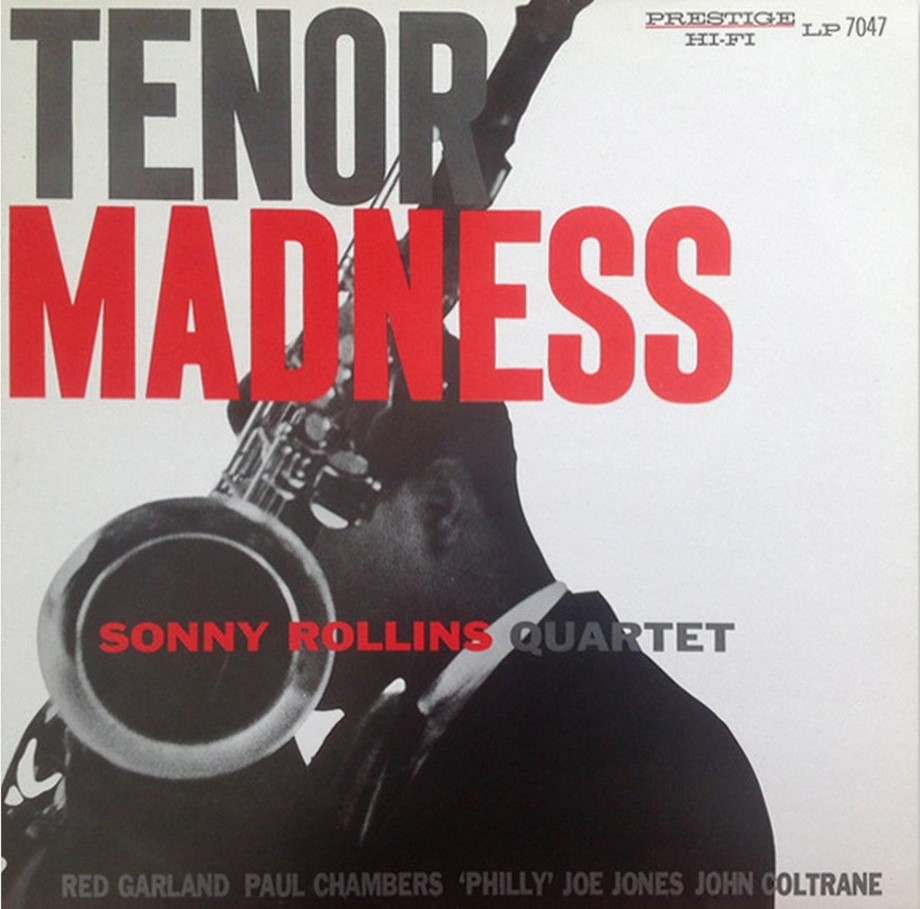 TENOR
PRESTIGE
HI-FI
LP 7047
MADNESS
SONNY ROLLINS QUARTET
RED GARLAND PAUL CHAMBERS ‘PHILLY’ JOE JONES JOHN COLTRANE